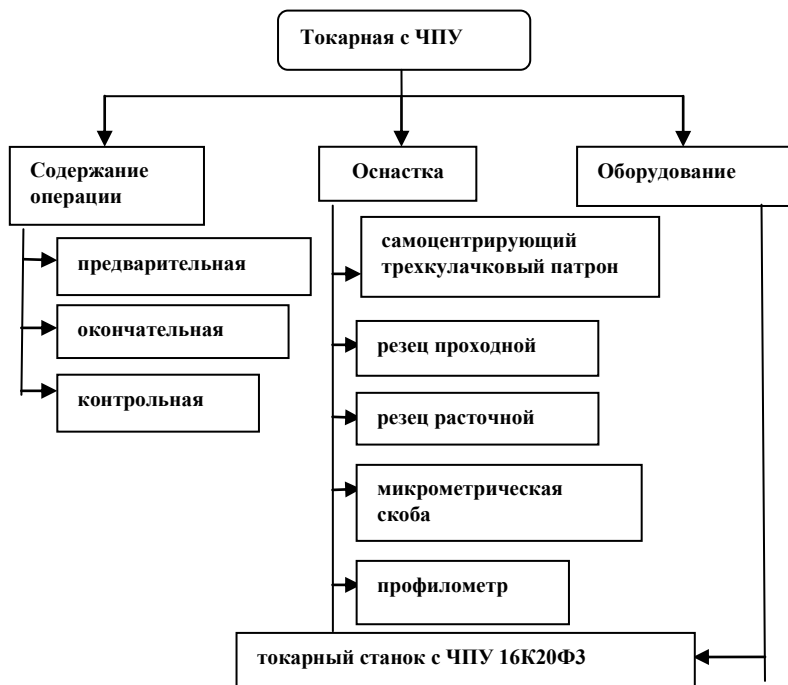 Токарная с ЧПУ
Содержание
операции
Оснастка
Оборудование
предварительная
окончательная
контрольная
самоцентрирующий
трехкулачковый патрон
резец проходной
резец расточной
микрометрическая
скоба
профилометр
токарный станок с ЧПУ 16К20Ф3